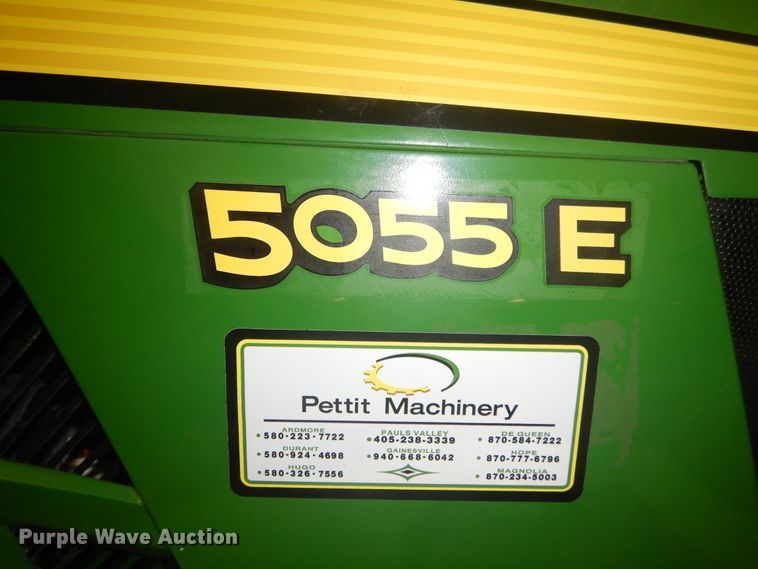 5055 E
Pettit Machinery
ARDMORE
580-223-7722
DURANT
580-924-4698
HUGO
580-326-7556
PAULS VALLEY
405-238-3339
GAINESVILLE
940-668-6042
DE QUEEN
870-584-7222
HOPE
870-777-6796
MAGNOLIA
870-234-5003
Purple Wave Auction